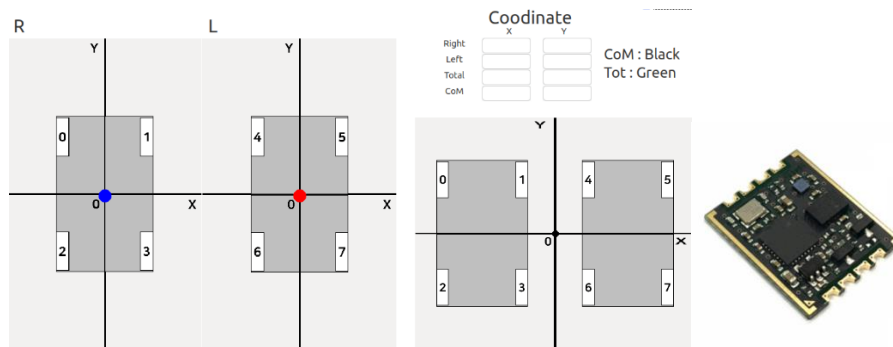 R
L
Y
0
1
0
X
2
3
Y
4
5
0
X
6
7
Coodinate
X Y
Right
Left
Total
CoM
CoM : Black
Tot : Green
Y
0
1
4
5
0
X
2
3
6
7